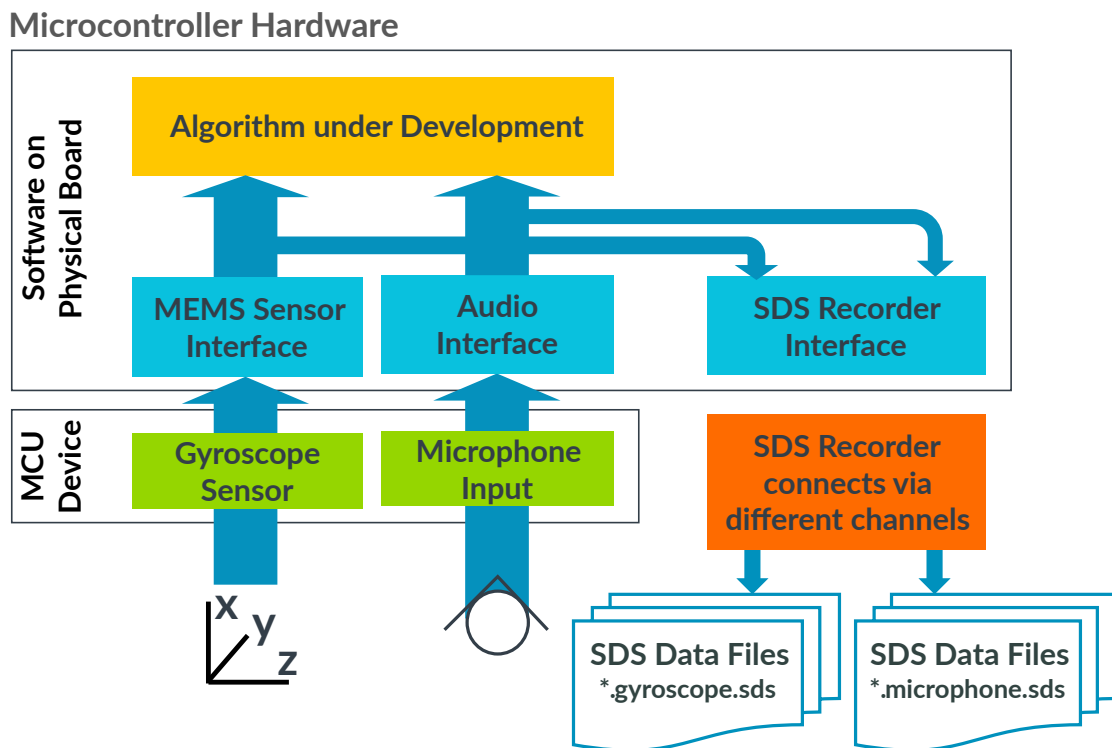 Microcontroller Hardware
Software on
Physical Board
Algorithm under Development
MEMS Sensor
Interface
Audio
Interface
SDS Recorder
Interface
MCU
Device
Gyroscope
Sensor
Microphone
Input
SDS Recorder
connects via
different channels
x
y
z
SDS Data Files
*.gyroscope.sds
SDS Data Files
*.microphone.sds